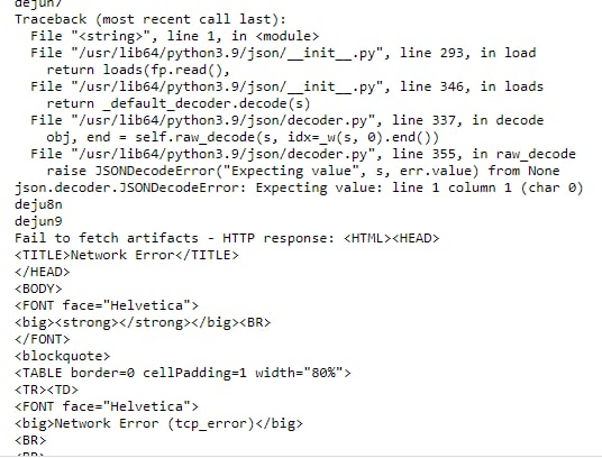 dejun7
Traceback (most recent call last):
  File "<string>", line 1, in <module>
  File "/usr/lib64/python3.9/json/__init__.py", line 293, in load
    return loads(fp.read(),
  File "/usr/lib64/python3.9/json/__init__.py", line 346, in loads
    return _default_decoder.decode(s)
  File "/usr/lib64/python3.9/json/decoder.py", line 337, in decode
    obj, end = self.raw_decode(s, idx=_w(s, 0).end())
  File "/usr/lib64/python3.9/json/decoder.py", line 355, in raw_decode
    raise JSONDecodeError("Expecting value", s, err.value) from None
json.decoder.JSONDecodeError: Expecting value: line 1 column 1 (char 0)
deju8n
dejun9
Fail to fetch artifacts - HTTP response: <HTML><HEAD>
<TITLE>Network Error</TITLE>
</HEAD>
<BODY>
<FONT face="Helvetica">
<big><strong></strong></big><BR>
</FONT>
<blockquote>
<TABLE border=0 cellPadding=1 width="80%">
<TR><TD>
<FONT face="Helvetica">
<big>Network Error (tcp_error)</big>
<BR>
<BR>